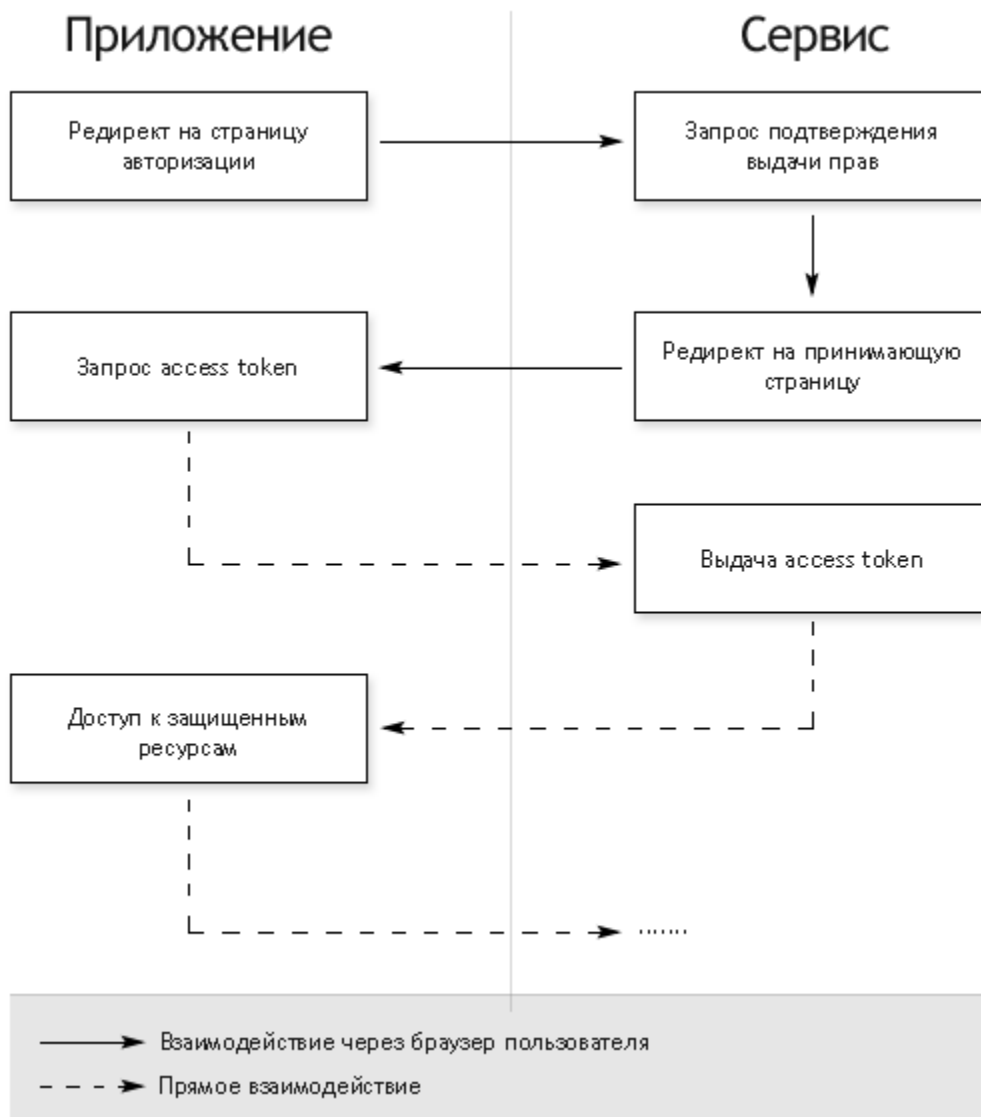 Приложение
Сервис
Редирект на страницу
авторизации
Запрос подтверждения
выдачи прав
Запрос access token
Редирект на принимающую
страницу
Выдача access token
Доступ к защищенным
ресурсам
.......
Взаимодействие через браузер пользователя
Прямое взаимодействие